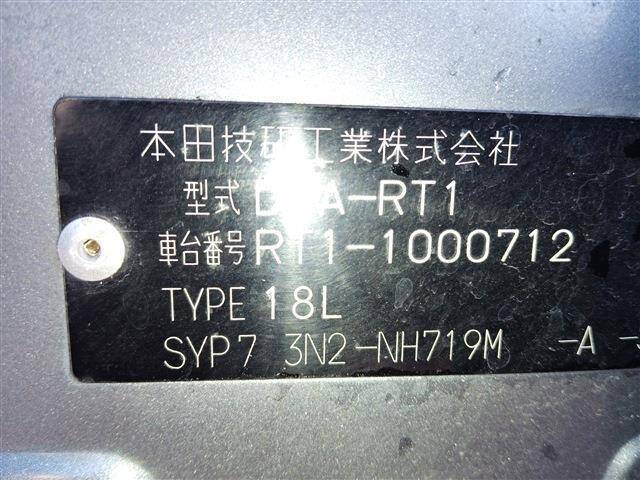 本田技研工業株式会社
型式 D A-RT1
車台番号 RT1-1000712
TYPE 18L
SYP7 3N2-NH719M -A -